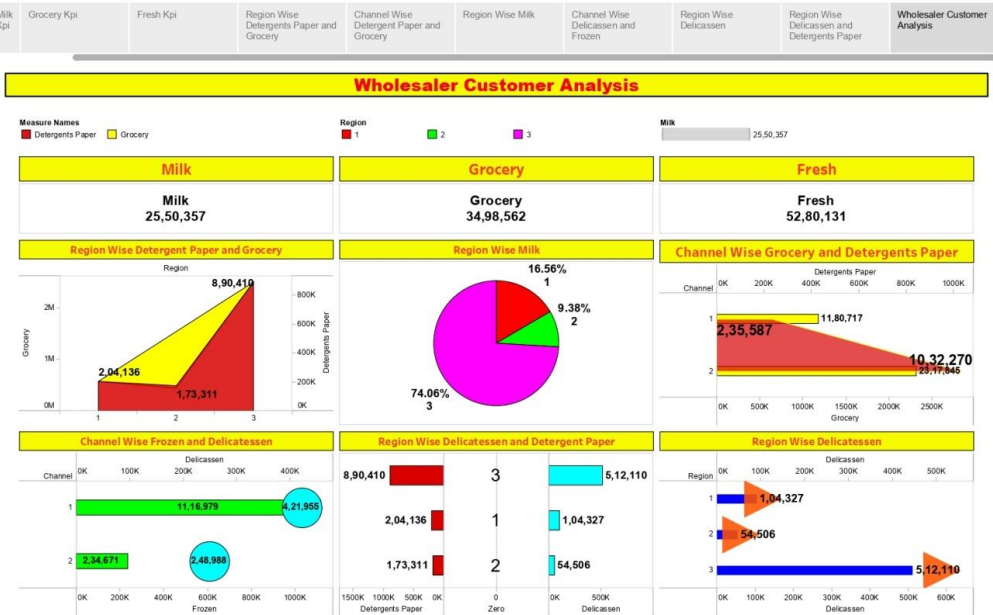 Milk Kpi
Grocery Kpi
Fresh Kpi
Region Wise
Detergents Paper and
Grocery
Channel Wise
Detergent Paper and
Grocery
Region Wise Milk
Channel Wise
Delicassen and
Frozen
Region Wise
Delicassen
Region Wise
Delicassen and
Detergents Paper
Wholesaler Customer
Analysis
Wholesaler Customer Analysis
Measure Names
Detergents Paper Grocery
Region
1 2 3
Milk
25,50,357
Milk
Milk
25,50,357
Grocery
Grocery
34,98,562
Fresh
Fresh
52,80,131
Region Wise Detergent Paper and Grocery
Region
8,90,410
2,04,136
1,73,311
2M
1M
0M
Grocery
800K
600K
400K
200K
0K
Detergents Paper
1 2 3
Region Wise Milk
16.56%
1
9.38%
2
74.06%
3
Channel Wise Grocery and Detergents Paper
Detergents Paper
Channel 0K 200K 400K 600K 800K 1000K
1 11,80,717
2,35,587
10,32,270
2 23,17,845
0K 500K 1000K 1500K 2000K 2500K
Grocery
Channel Wise Frozen and Delicatessen
Delicassen
Channel 0K 100K 200K 300K 400K
1 11,16,979 4,21,955
2 2,34,671 2,48,988
0K 200K 400K 600K 800K 1000K
Frozen
Region Wise Delicatessen and Detergent Paper
8,90,410 3 5,12,110
2,04,136 1 1,04,327
1,73,311 2 54,506
1500K 1000K 500K 0K 0 0K 500K
Detergents Paper Zero Delicassen
Region Wise Delicatessen
Delicassen
Region 0K 100K 200K 300K 400K 500K
1 1,04,327
2 54,506
3 5,12,110
0K 100K 200K 300K 400K 500K 600K
Delicassen